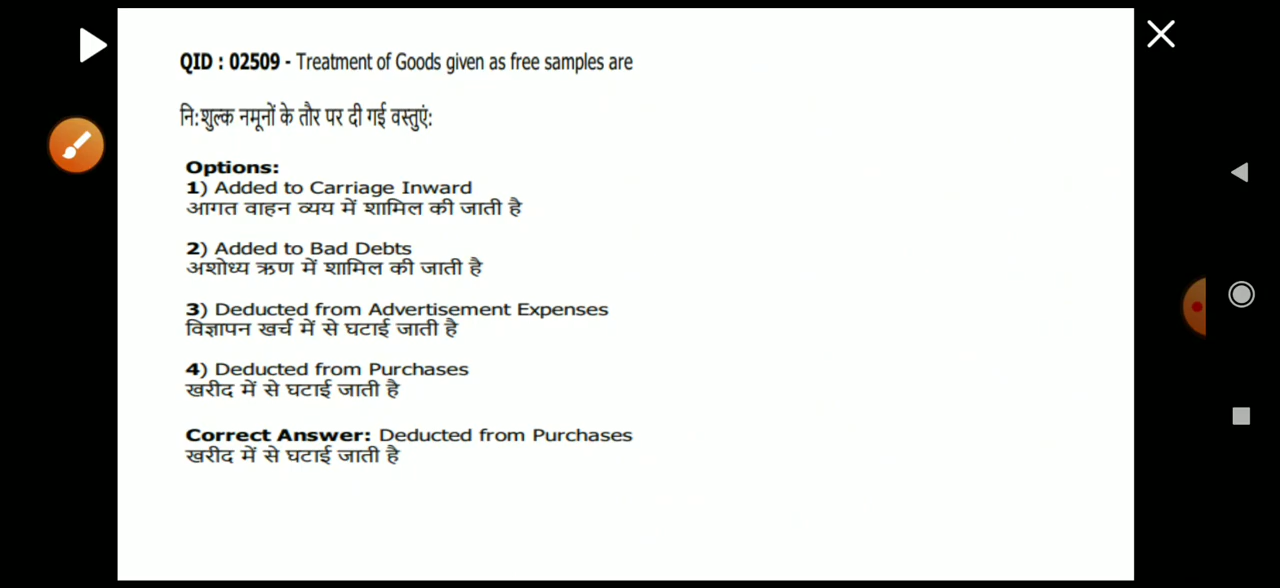 QID : 02509 - Treatment of Goods given as free samples are
नि:शुल्क नमूनों के तौर पर दी गई वस्तुएं:
Options:
1) Added to Carriage Inward
आगत वाहन व्यय में शामिल की जाती है
2) Added to Bad Debts
अशोध्य ऋण में शामिल की जाती है
3) Deducted from Advertisement Expenses
विज्ञापन खर्च में से घटाई जाती है
4) Deducted from Purchases
खरीद में से घटाई जाती है
Correct Answer: Deducted from Purchases
खरीद में से घटाई जाती है